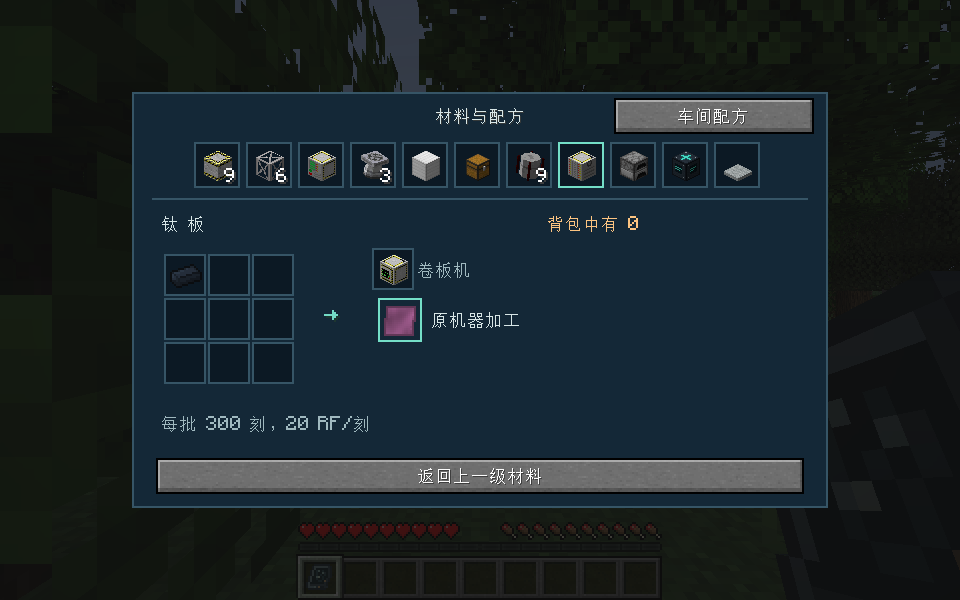 材料与配方
车间配方
9
6
3
9
钛 板
背包中有 0
卷板机
原机器加工
每批 300 刻，20 RF/刻
返回上一级材料